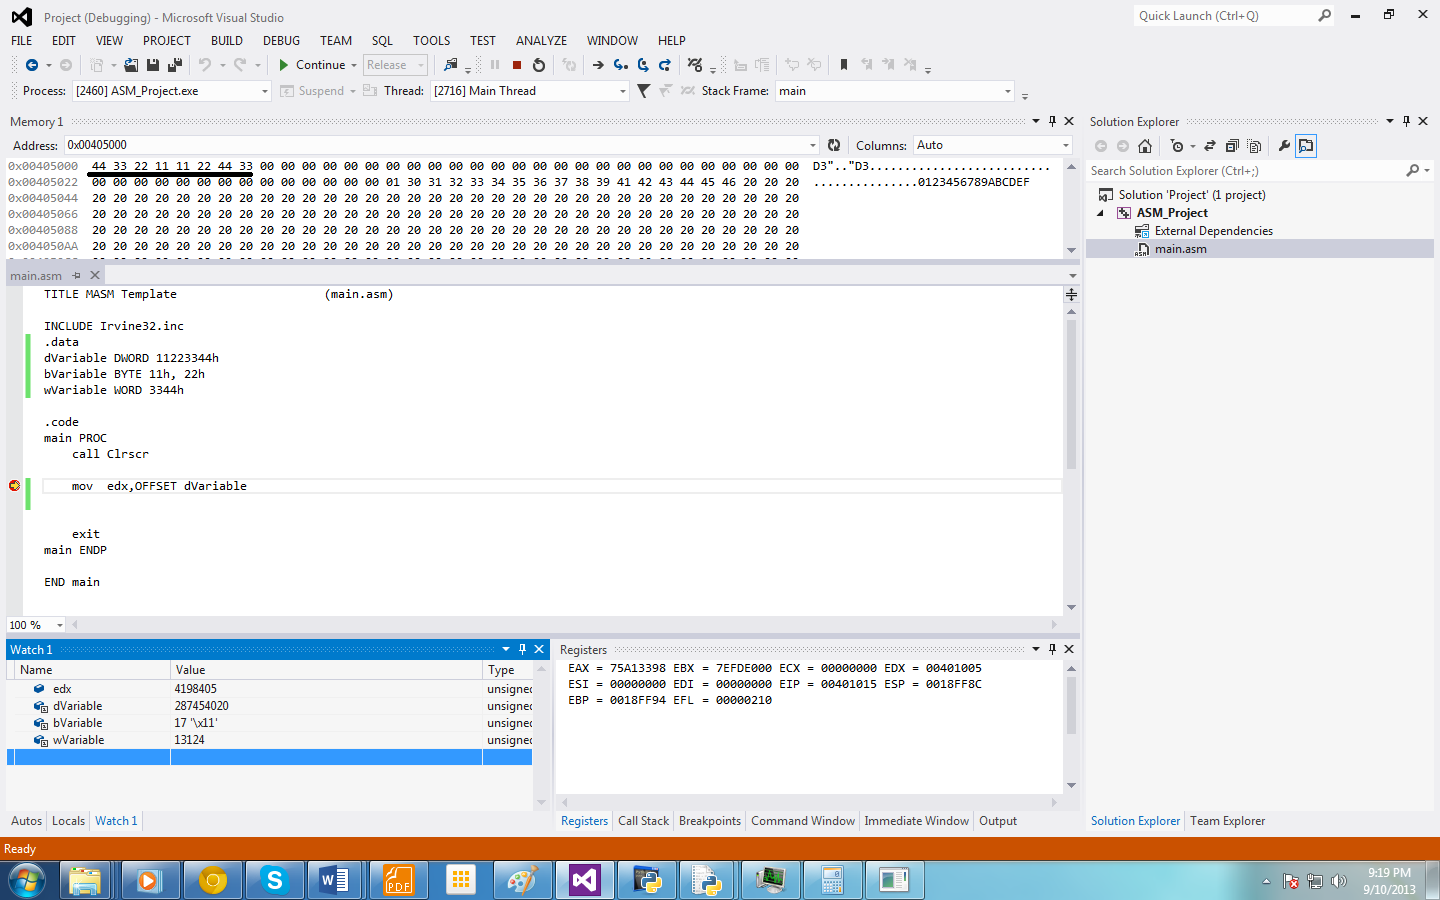 Project (Debugging) - Microsoft Visual Studio
Quick Launch (Ctrl+Q)
FILE EDIT VIEW PROJECT BUILD DEBUG TEAM SQL TOOLS TEST ANALYZE WINDOW HELP
Continue Release
Process: [2460] ASM_Project.exe Suspend Thread: [2716] Main Thread Stack Frame: main
Memory 1
Address: 0x00405000 Columns: Auto
0x00405000 44 33 22 11 11 22 44 33 00 00 00 00 00 00 00 00 00 00 00 00 00 00 00 00 00 00 00 00 00 00 00 00 00 00 D3".."D3..........................
0x00405022 00 00 00 00 00 00 00 00 00 00 00 00 00 00 01 30 31 32 33 34 35 36 37 38 39 41 42 43 44 45 46 20 20 20 ...............0123456789ABCDEF
0x00405044 20 20 20 20 20 20 20 20 20 20 20 20 20 20 20 20 20 20 20 20 20 20 20 20 20 20 20 20 20 20 20 20 20 20
0x00405066 20 20 20 20 20 20 20 20 20 20 20 20 20 20 20 20 20 20 20 20 20 20 20 20 20 20 20 20 20 20 20 20 20 20
0x00405088 20 20 20 20 20 20 20 20 20 20 20 20 20 20 20 20 20 20 20 20 20 20 20 20 20 20 20 20 20 20 20 20 20 20
0x004050AA 20 20 20 20 20 20 20 20 20 20 20 20 20 20 20 20 20 20 20 20 20 20 20 20 20 20 20 20 20 20 20 20 20 20
main.asm
TITLE MASM Template (main.asm)
INCLUDE Irvine32.inc
.data
dVariable DWORD 11223344h
bVariable BYTE 11h, 22h
wVariable WORD 3344h
.code
main PROC
call Clrscr
mov edx,OFFSET dVariable
exit
main ENDP
END main
100 %
Watch 1
Name Value Type
edx 4198405 unsigned
dVariable 287454020 unsigned
bVariable 17 '\x11' unsigned
wVariable 13124 unsigned
Autos Locals Watch 1
Registers
EAX = 75A13398 EBX = 7EFDE000 ECX = 00000000 EDX = 00401005
ESI = 00000000 EDI = 00000000 EIP = 00401015 ESP = 0018FF8C
EBP = 0018FF94 EFL = 00000210
Registers Call Stack Breakpoints Command Window Immediate Window Output
Solution Explorer
Search Solution Explorer (Ctrl+;)
Solution 'Project' (1 project)
ASM_Project
External Dependencies
main.asm
Solution Explorer Team Explorer
Ready
PDF
9:19 PM
9/10/2013